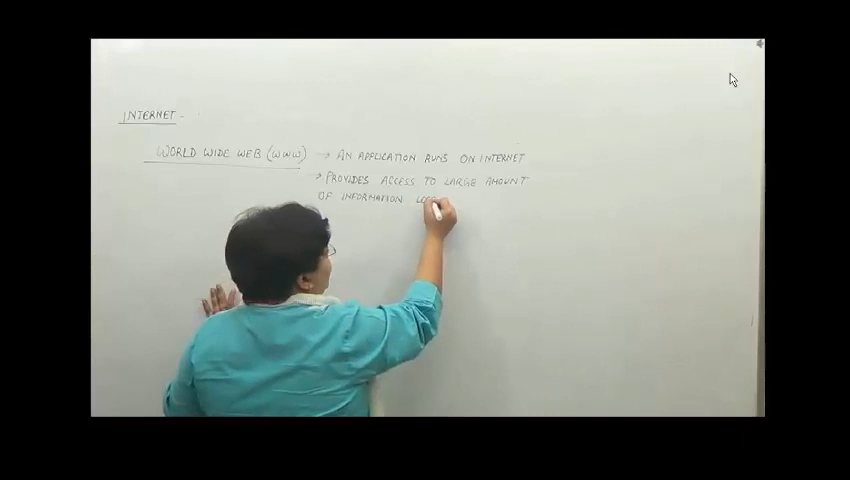 INTERNET -
WORLD WIDE WEB (WWW) → AN APPLICATION RUNS ON INTERNET
→ PROVIDES ACCESS TO LARGE AMOUNT
OF INFORMATION